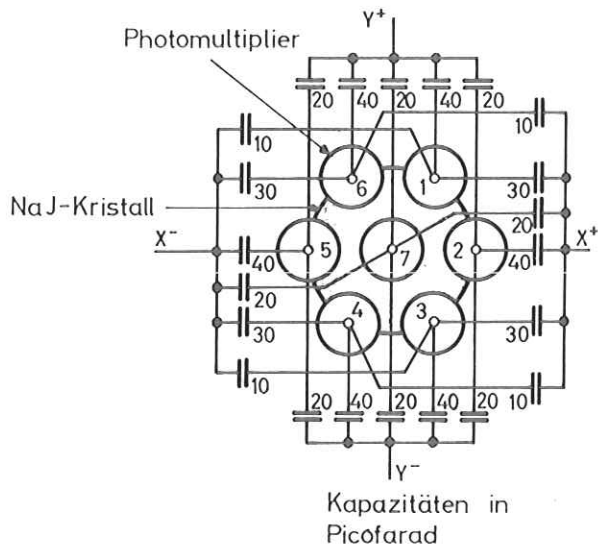 Y+
Photomultiplier
20 40 20 40 20
10 10
6 1
30 30
NaJ-Kristall
20
X- 5 7 2 X+
40 40
20
4 3
30 30
10 10
20 40 20 40 20
Y-
Kapazitäten in
Picofarad